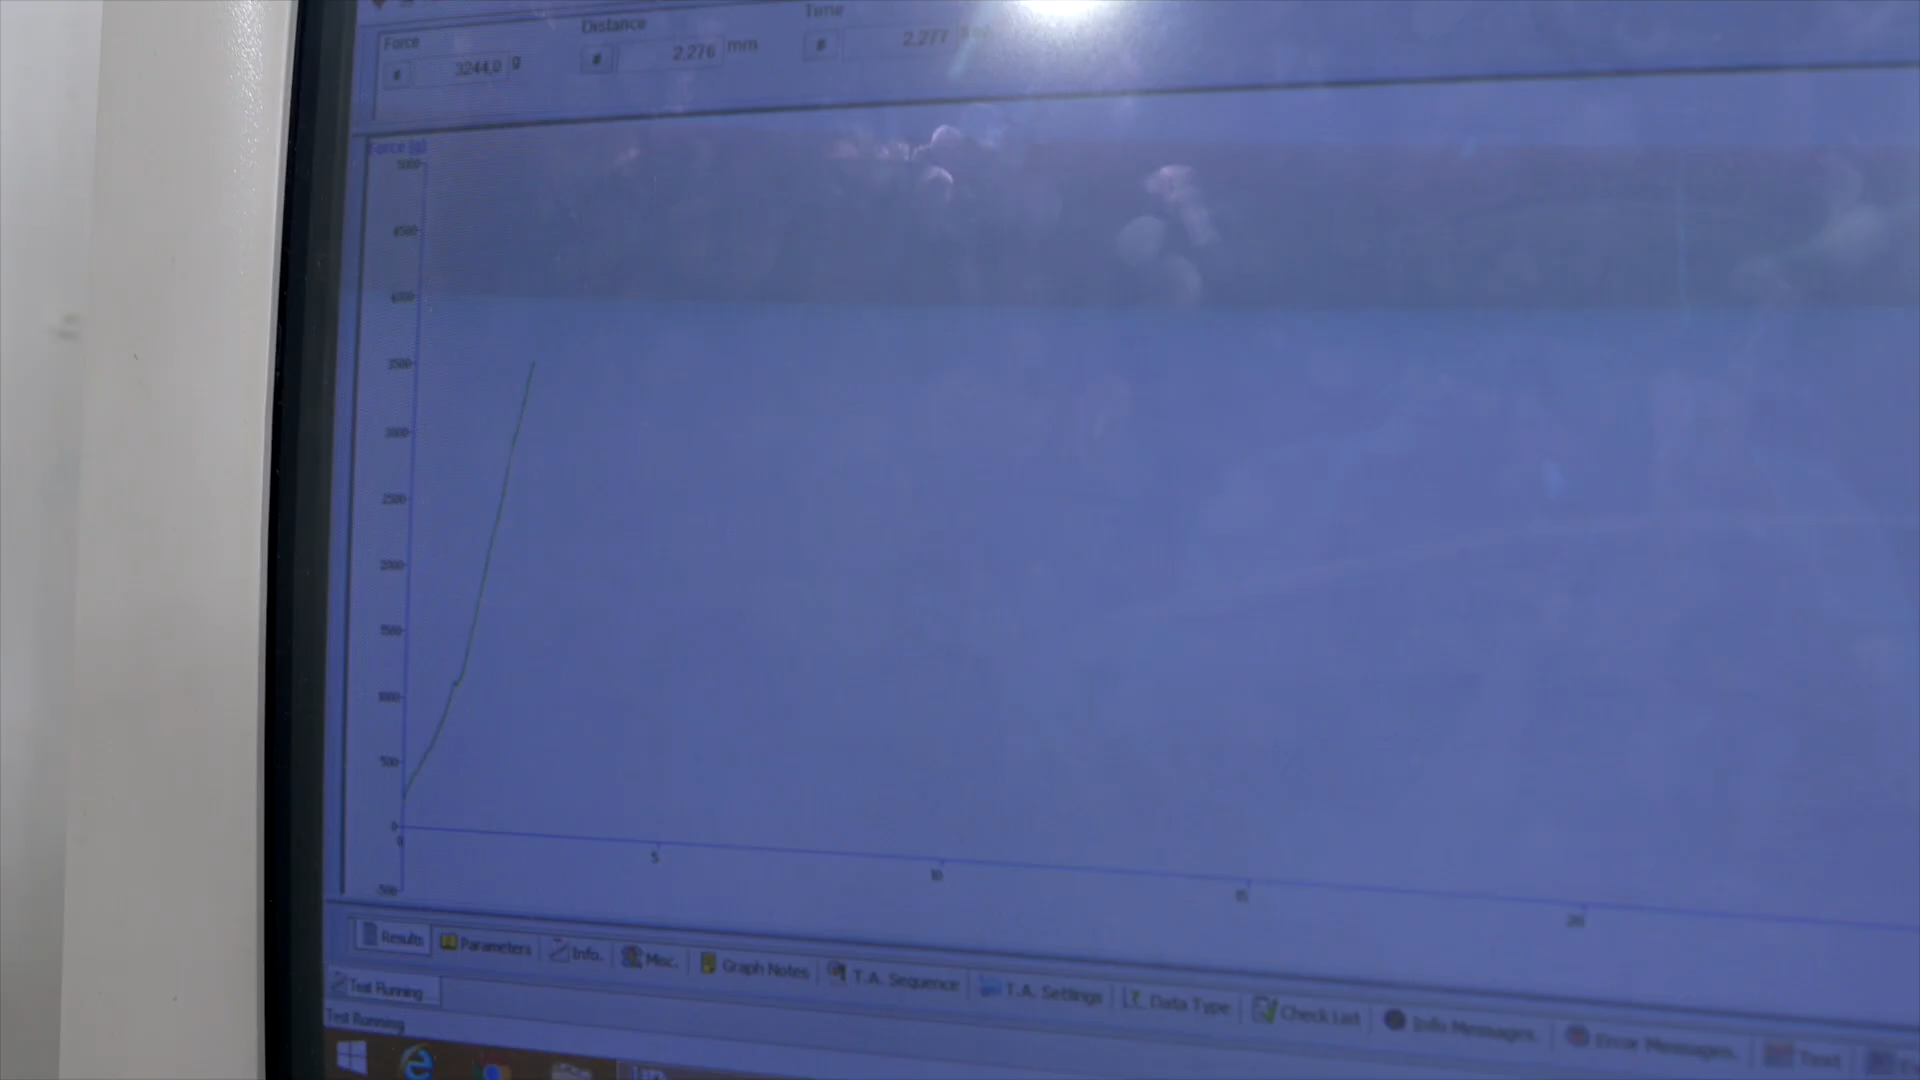 Force
Distance
Time
# 3244,0 g
# 2,276 mm
# 2,277
Force (g)
5000
4500
4000
3500
3000
2500
2000
1500
1000
500
0
-500
0
5
10
15
20
Results
Parameters
Info.
Misc.
Graph Notes
T.A. Sequence
T.A. Settings
Data Type
Check List
Info Messages.
Error Messages.
Test Running
Test Running